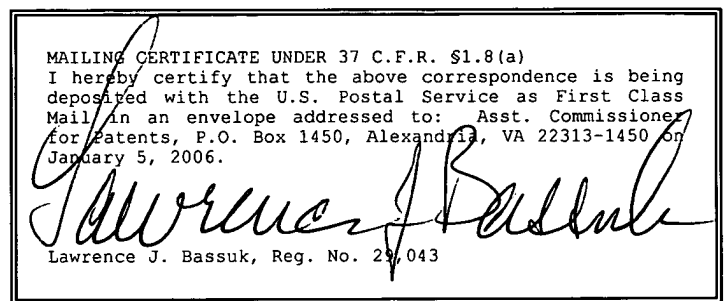 MAILING CERTIFICATE UNDER 37 C.F.R. §1.8(a)
I hereby certify that the above correspondence is being
deposited with the U.S. Postal Service as First Class
Mail in an envelope addressed to: Asst. Commissioner
for Patents, P.O. Box 1450, Alexandria, VA 22313-1450 on
January 5, 2006.
Lawrence J Bassuk
Lawrence J. Bassuk, Reg. No. 29,043